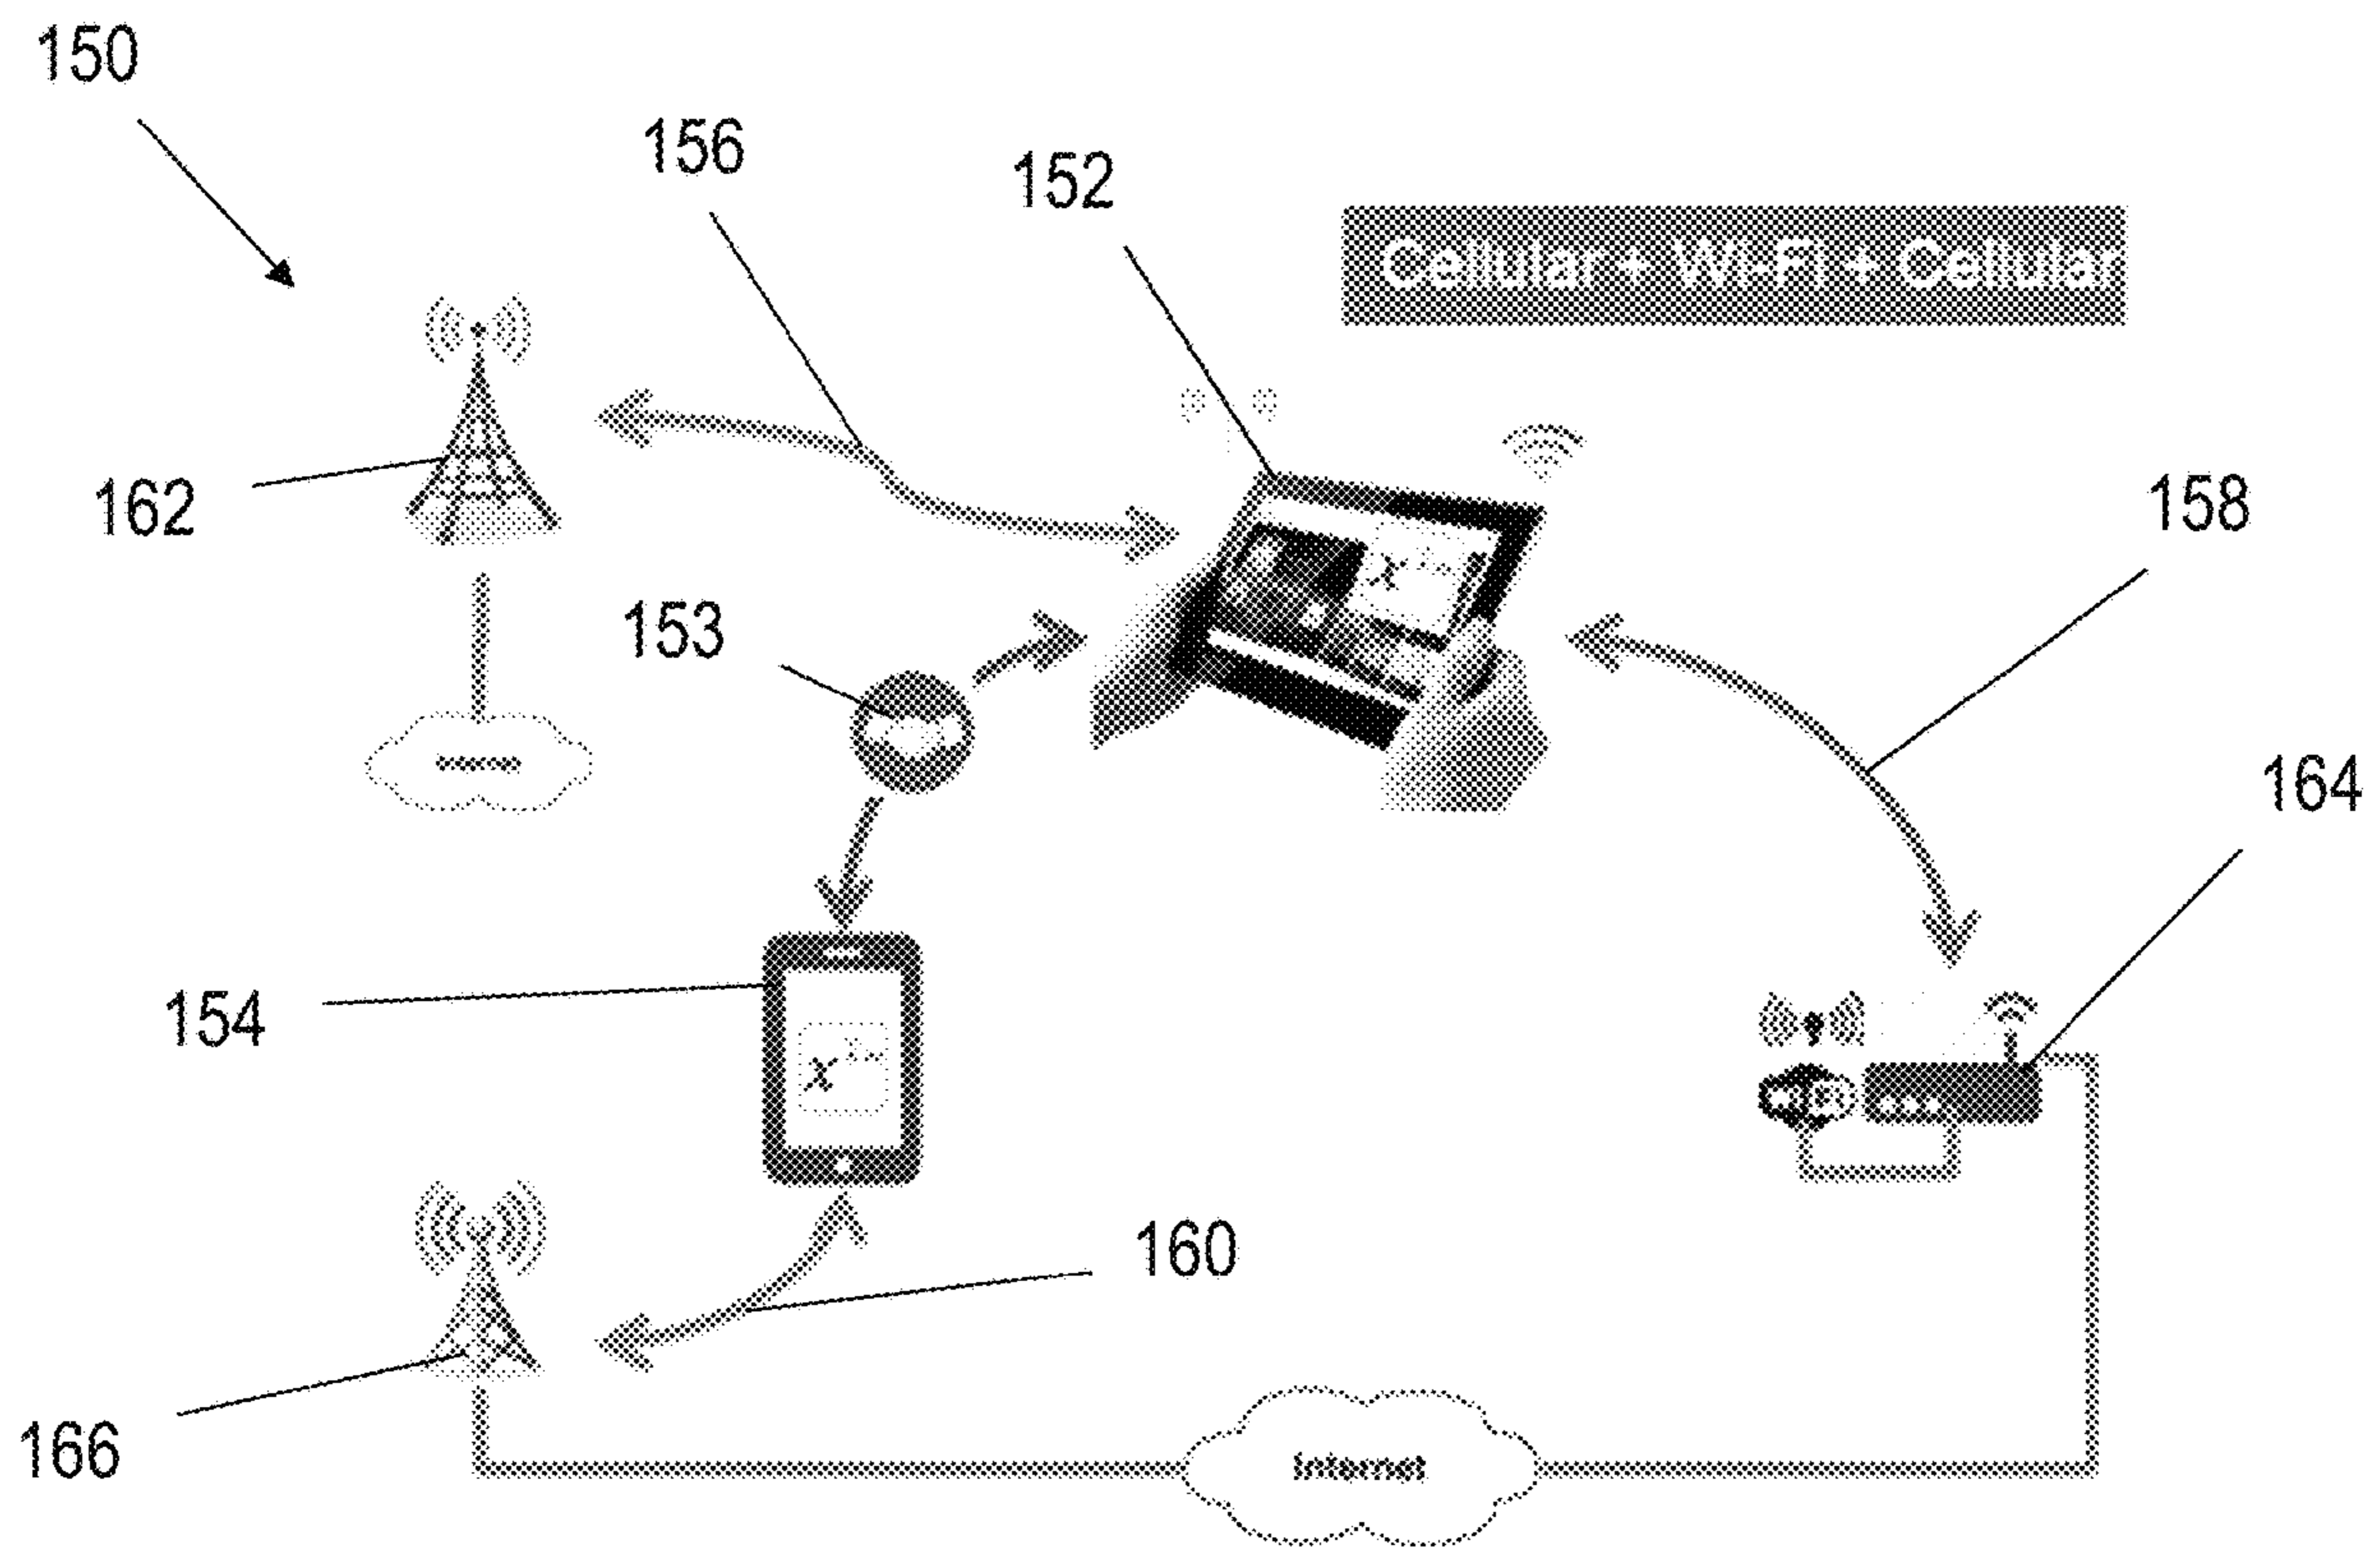 150
156
152
Cellular + Wi-Fi + Cellular
162
158
153
164
154
x
x
160
166
Internet